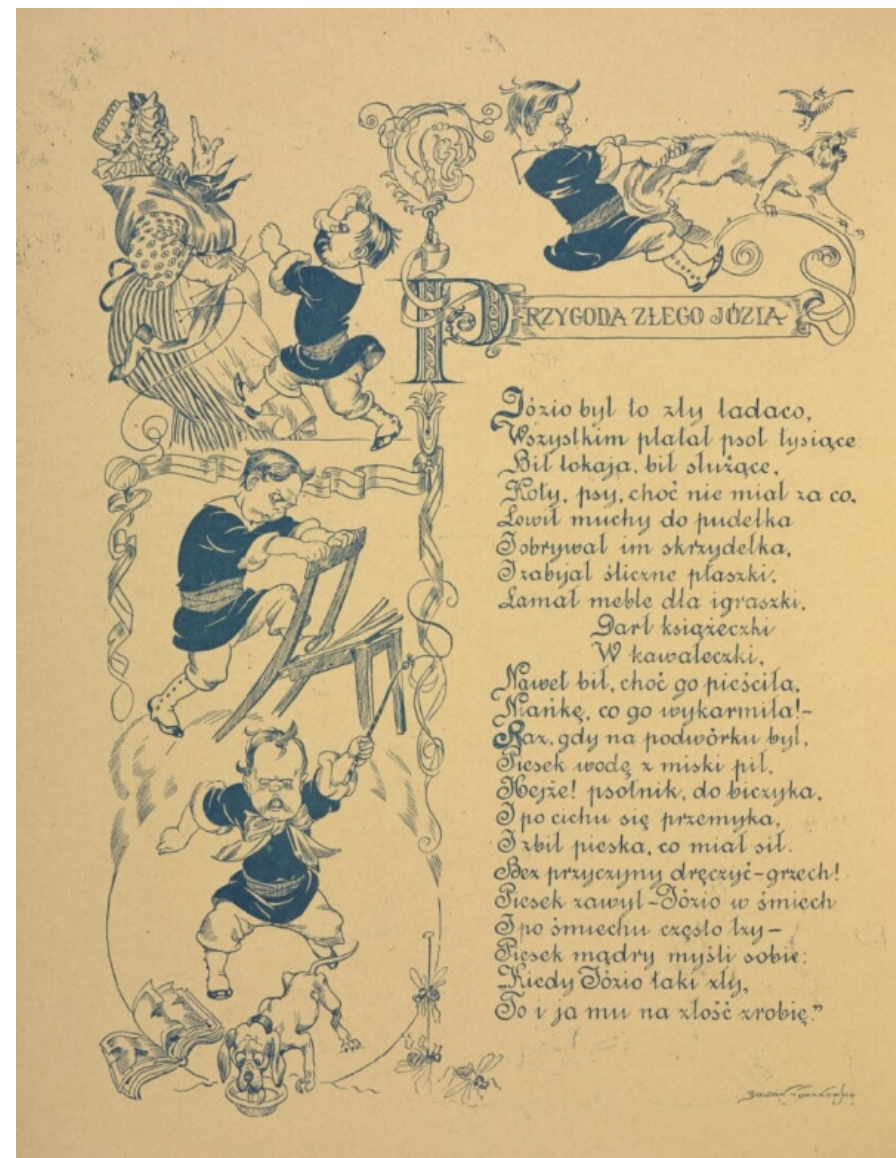 PRZYGODA ZŁEGO JÓZIA
Józio był to zły ladaco,
Wszystkim płatał psot tysiące
Bił lokaja, bił służące,
Koty, psy, choć nie miał za co,
Łowił muchy do pudełka
I obrywał im skrzydełka,
I zabijał śliczne ptaszki,
Łamał meble dla igraszki,
Darł książeczki
W kawałeczki,
Nawet bił, choć go pieściła,
Niańkę, co go wykarmiła!–
Raz, gdy na podwórku był,
Piesek wodę z miski pił.
Hejże! psotnik, do biczyka,
I po cichu się przemyka,
I zbił pieska, co miał sił.
Bez przyczyny dręczyć–grzech!
Piesek zawył–Józio w śmiech
I po śmiechu często łzy–
Piesek mądry myśli sobie:
„Kiedy Józio taki zły,
To i ja mu na złość zrobię."